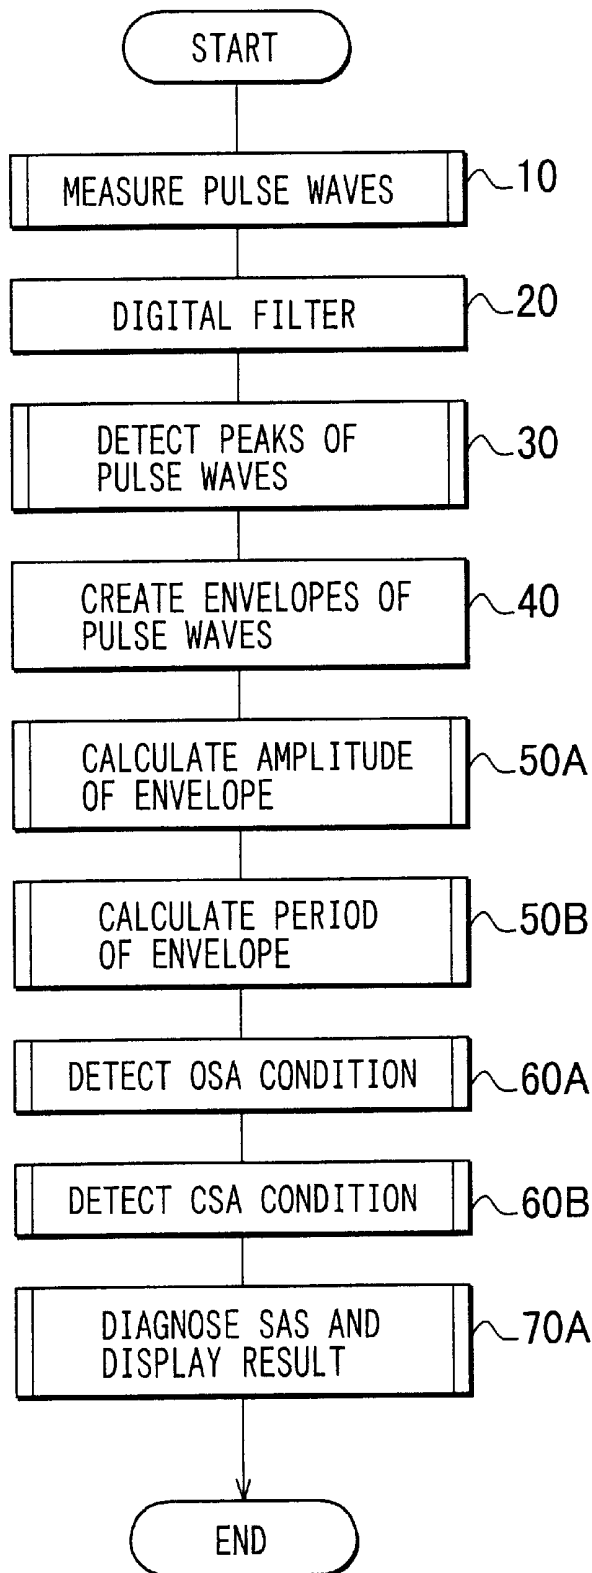 START
MEASURE PULSE WAVES
10
DIGITAL FILTER
20
DETECT PEAKS OF
PULSE WAVES
30
CREATE ENVELOPES OF
PULSE WAVES
40
CALCULATE AMPLITUDE
OF ENVELOPE
50A
CALCULATE PERIOD
OF ENVELOPE
50B
DETECT OSA CONDITION
60A
DETECT CSA CONDITION
60B
DIAGNOSE SAS AND
DISPLAY RESULT
70A
END